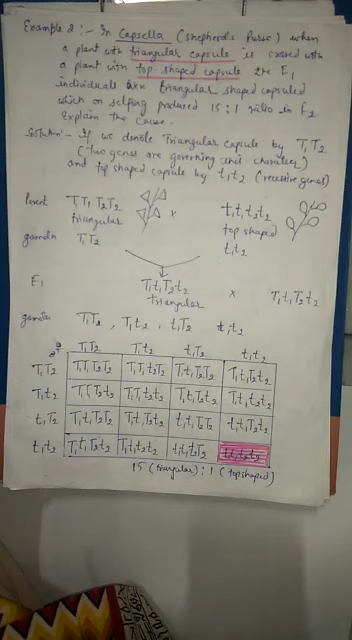 Example 2 :- In Capsella (Shepherd's Purse) when
a plant with triangular capsule is crossed with
a plant with top shaped capsule the F1
individuals triangular shaped capsuled
which on selfing produced 15:1 ratio in F2
Explain the cause.
Solution:- If we denote Triangular capsule by T1T2
(Two genes are governing this character)
and top shaped capsule by t1t2 (recessive genes)
Parent T1T1T2T2 x t1t1t2t2
triangular top shaped
gamete T1T2 t1t2
F1 T1t1T2t2 x T1t1T2t2
triangular
gamete T1T2 , T1t2 , t1T2 t1t2
♀ ♂ T1T2 T1t2 t1T2 t1t2
T1T2 T1T1T2T2 T1T1T2t2 T1t1T2T2 T1t1T2t2
T1t2 T1T1T2t2 T1T1t2t2 T1t1T2t2 T1t1t2t2
t1T2 T1t1T2T2 T1t1T2t2 t1t1T2T2 t1t1T2t2
t1t2 T1t1T2t2 T1t1t2t2 t1t1t2T2 t1t1t2t2
15 (triangular) : 1 (topshaped)